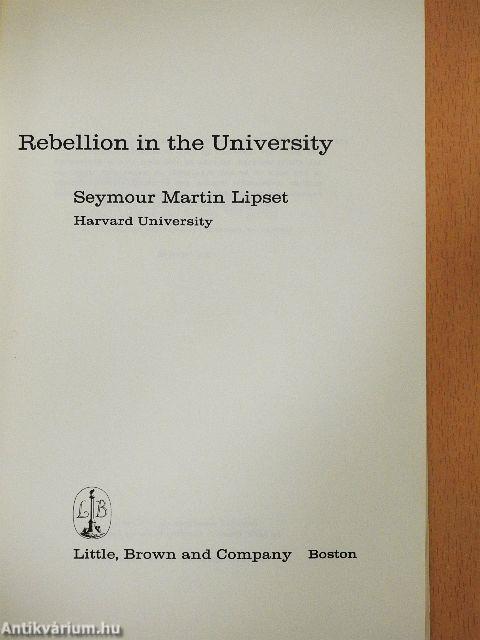 Rebellion in the University
Seymour Martin Lipset
Harvard University
L B
Little, Brown and Company Boston
Antikvárium.hu